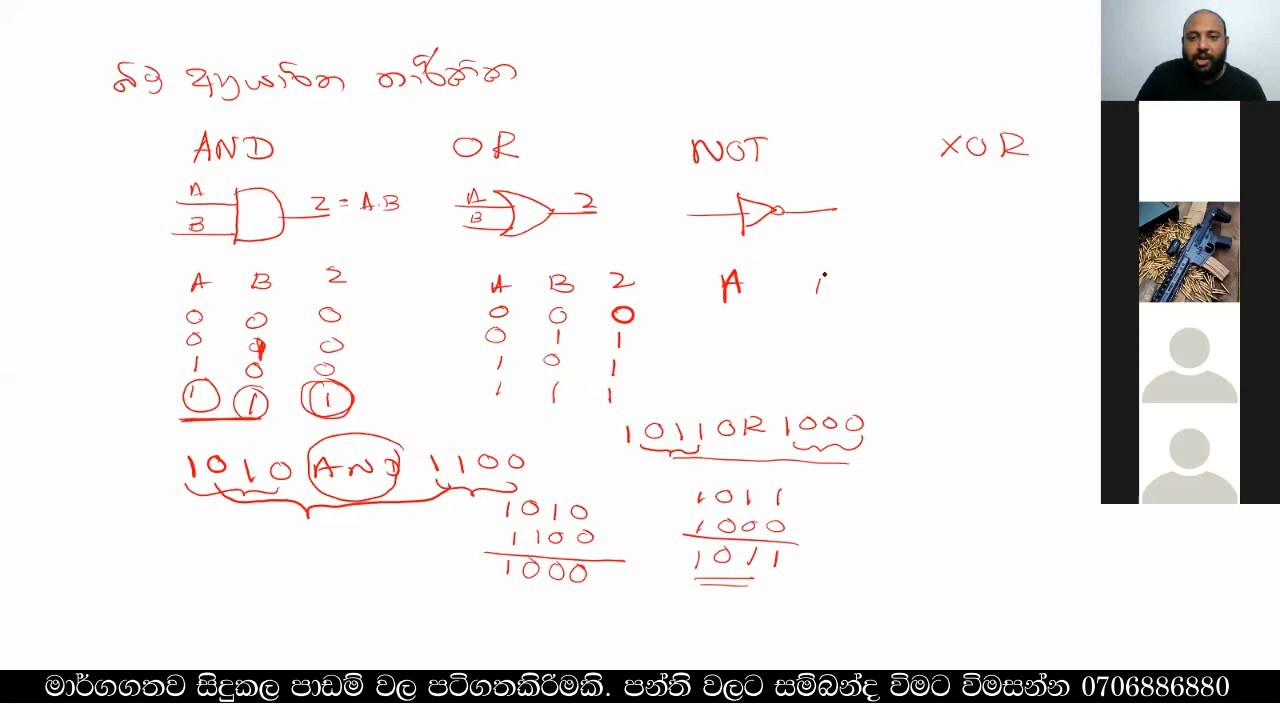 බිටු අනුසාරිත තාර්කික
AND OR NOT XOR
A
B
Z = A.B
A
B
Z
A B Z
0 0 0
0 1 0
1 0 0
1 1 1
A B Z
0 0 0
0 1 1
1 0 1
1 1 1
A
1011 OR 1000
1010 AND 1100
1010
1100
1000
1011
1000
1011
මාර්ගගතව සිදුකල පාඩම් වල පටිගතකිරීමකි. පන්ති වලට සම්බන්ද වීමට විමසන්න 0706886880